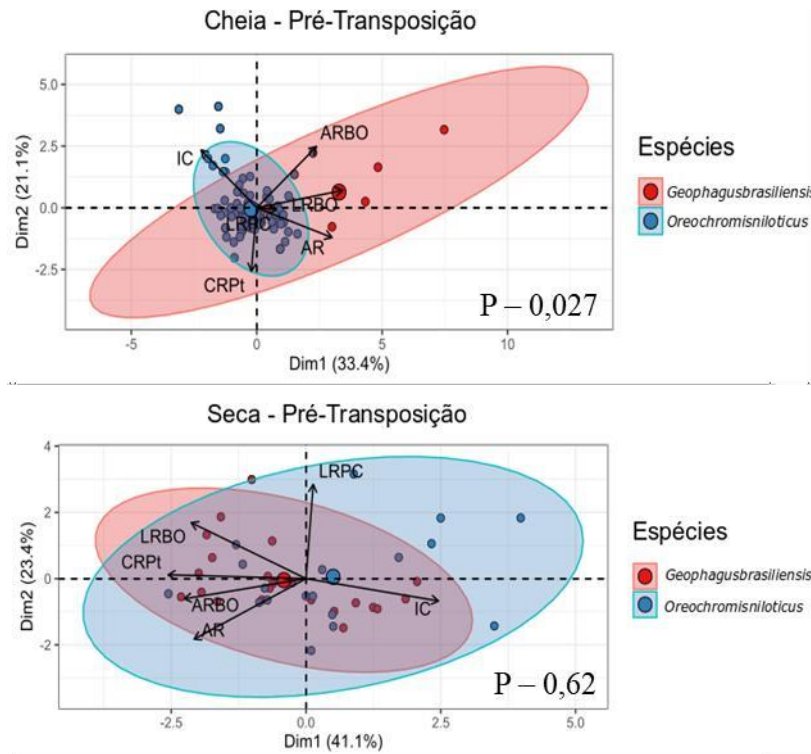 Cheia - Pré-Transposição
Dim2 (21.1%)
5.0
2.5
0.0
-2.5
ARBO
IC
LRBO
LRPC
AR
CRPt
P – 0,027
-5
0
5
10
Dim1 (33.4%)
Espécies
Geophagusbrasiliensis
Oreochromisniloticus
Seca - Pré-Transposição
Dim2 (23.4%)
4
2
0
-2
LRPC
LRBO
CRPt
ARBO
IC
AR
P – 0,62
-2.5
0.0
2.5
5.0
Dim1 (41.1%)
Espécies
Geophagusbrasiliensis
Oreochromisniloticus